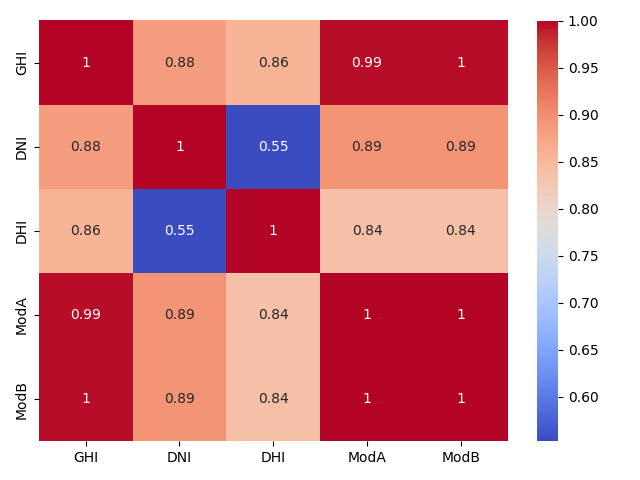 GHI 1 0.88 0.86 0.99 1
DNI 0.88 1 0.55 0.89 0.89
DHI 0.86 0.55 1 0.84 0.84
ModA 0.99 0.89 0.84 1 1
ModB 1 0.89 0.84 1 1
GHI DNI DHI ModA ModB
1.00
0.95
0.90
0.85
0.80
0.75
0.70
0.65
0.60